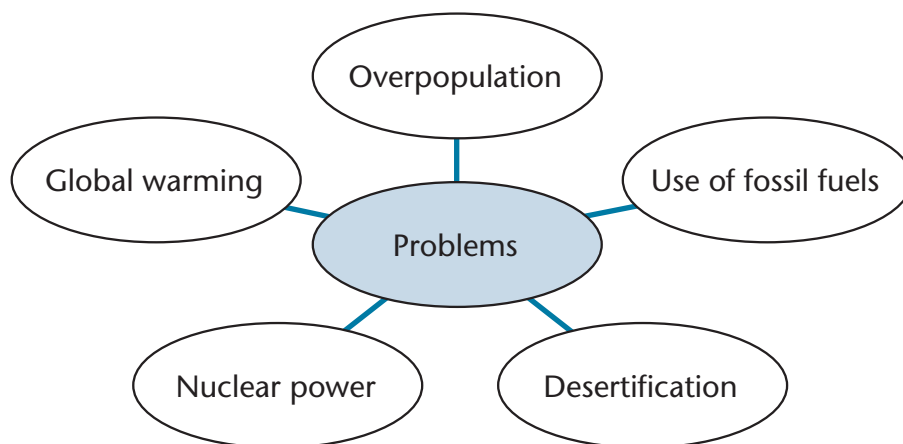 Overpopulation
Global warming
Use of fossil fuels
Problems
Nuclear power
Desertification